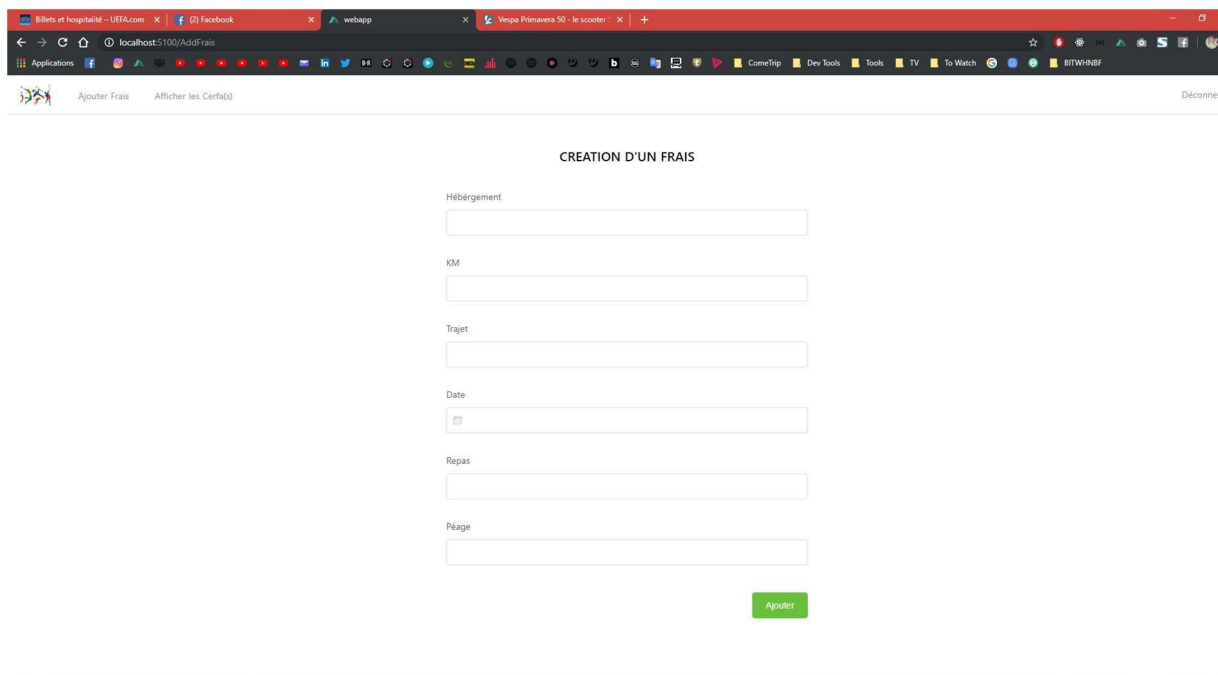 Billets et hospitalité – UEFA.com
(2) Facebook
webapp
Vespa Primavera 50 - le scooter
localhost:5100/AddFrais
Applications
ComeTrip
Dev Tools
Tools
TV
To Watch
BITWHNBF
Ajouter Frais
Afficher les Cerfa(s)
Déconne
CREATION D'UN FRAIS
Hébérgement
KM
Trajet
Date
Repas
Péage
Ajouter